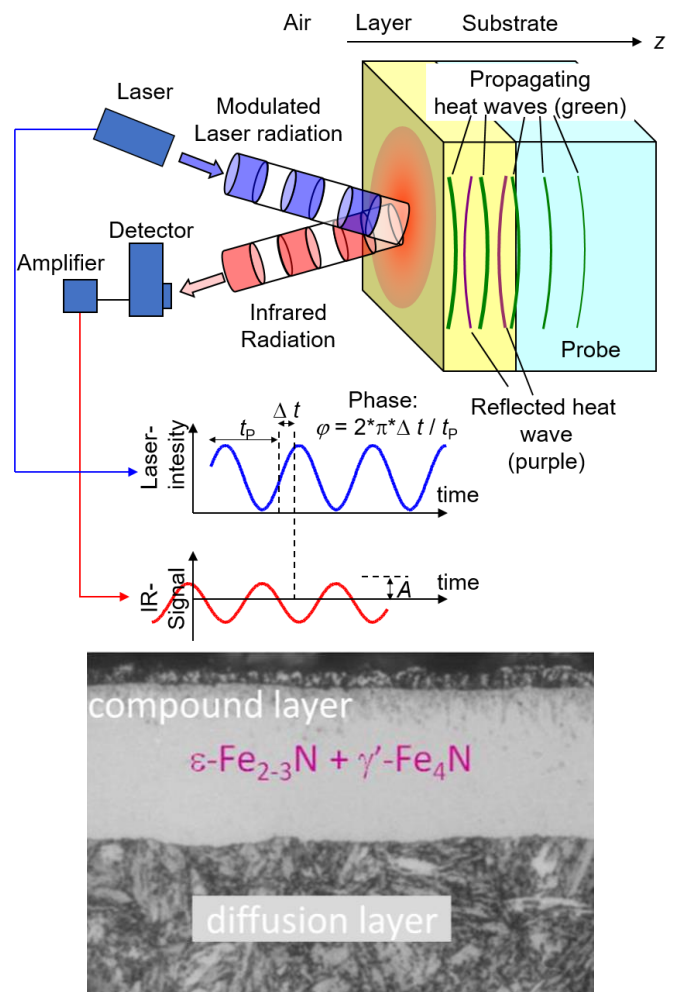 Air Layer Substrate
z
Laser
Propagating
heat waves (green)
Modulated
Laser radiation
Detector
Amplifier
Infrared
Radiation
Probe
Reflected heat
wave
(purple)
Δ t
Phase:
tP
φ = 2*π*Δ t / tP
Laser-
intesity
time
IR-
Signal
time
A
compound layer
ε-Fe2-3N + γ'-Fe4N
diffusion layer